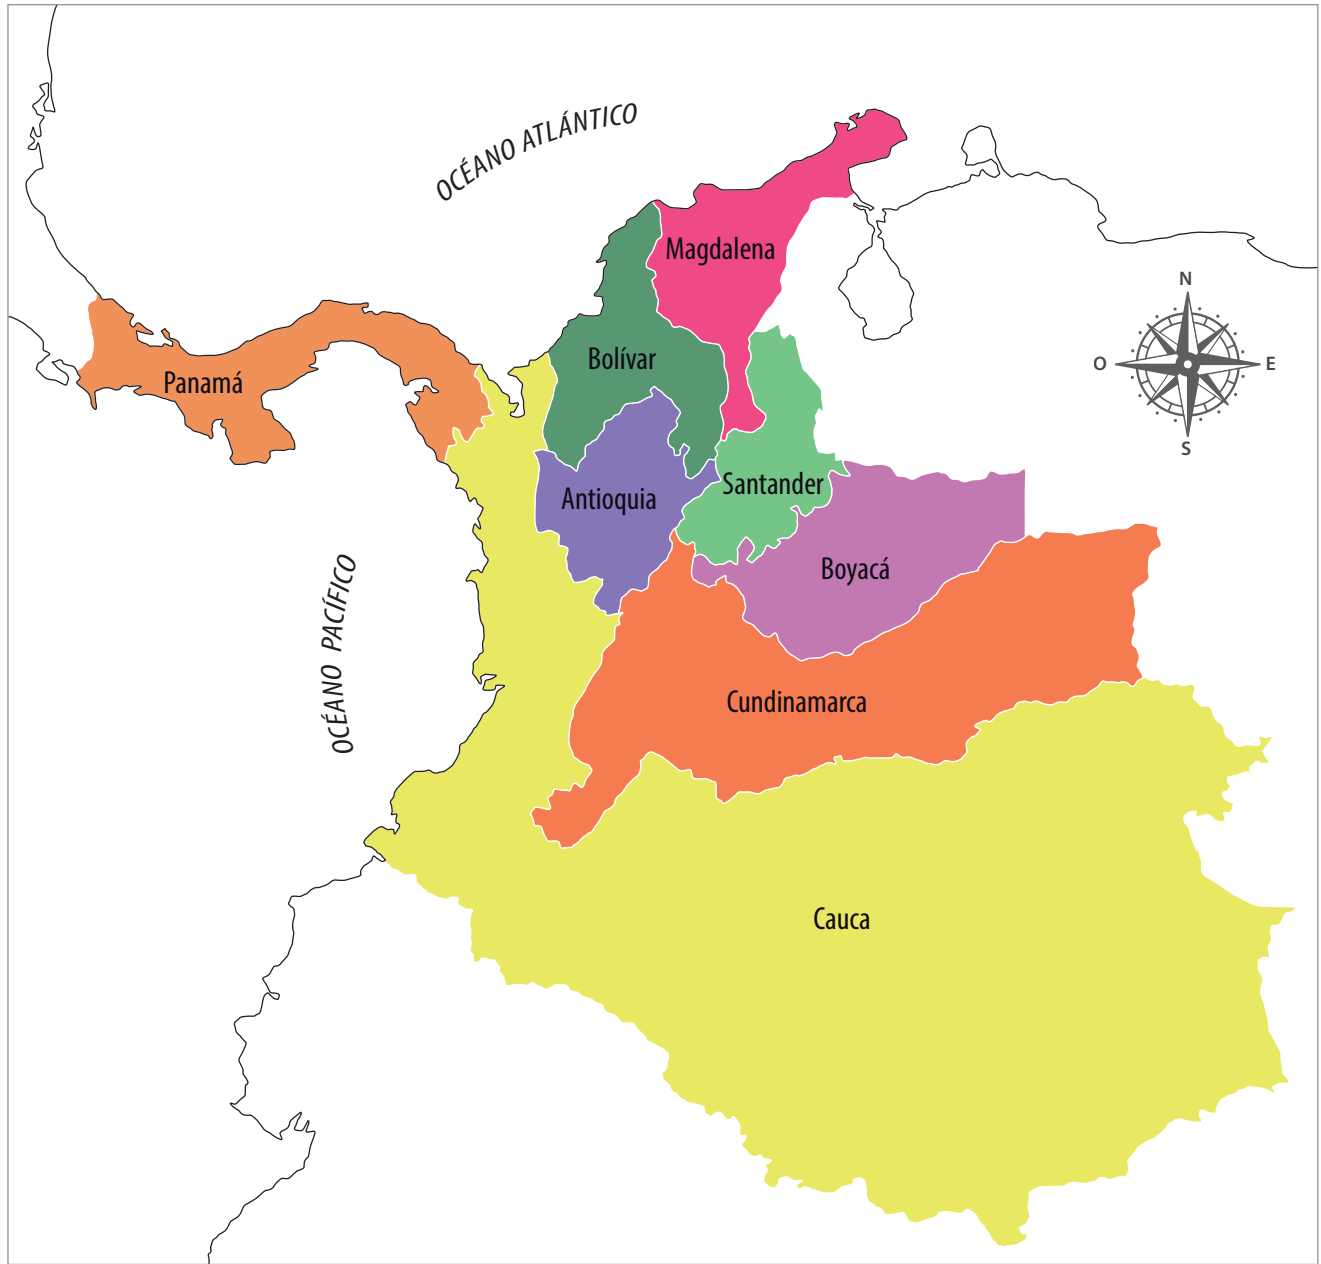 OCÉANO ATLÁNTICO
Magdalena
N
O
E
S
Bolívar
Panamá
Santander
Antioquia
Boyacá
OCÉANO PACÍFICO
Cundinamarca
Cauca